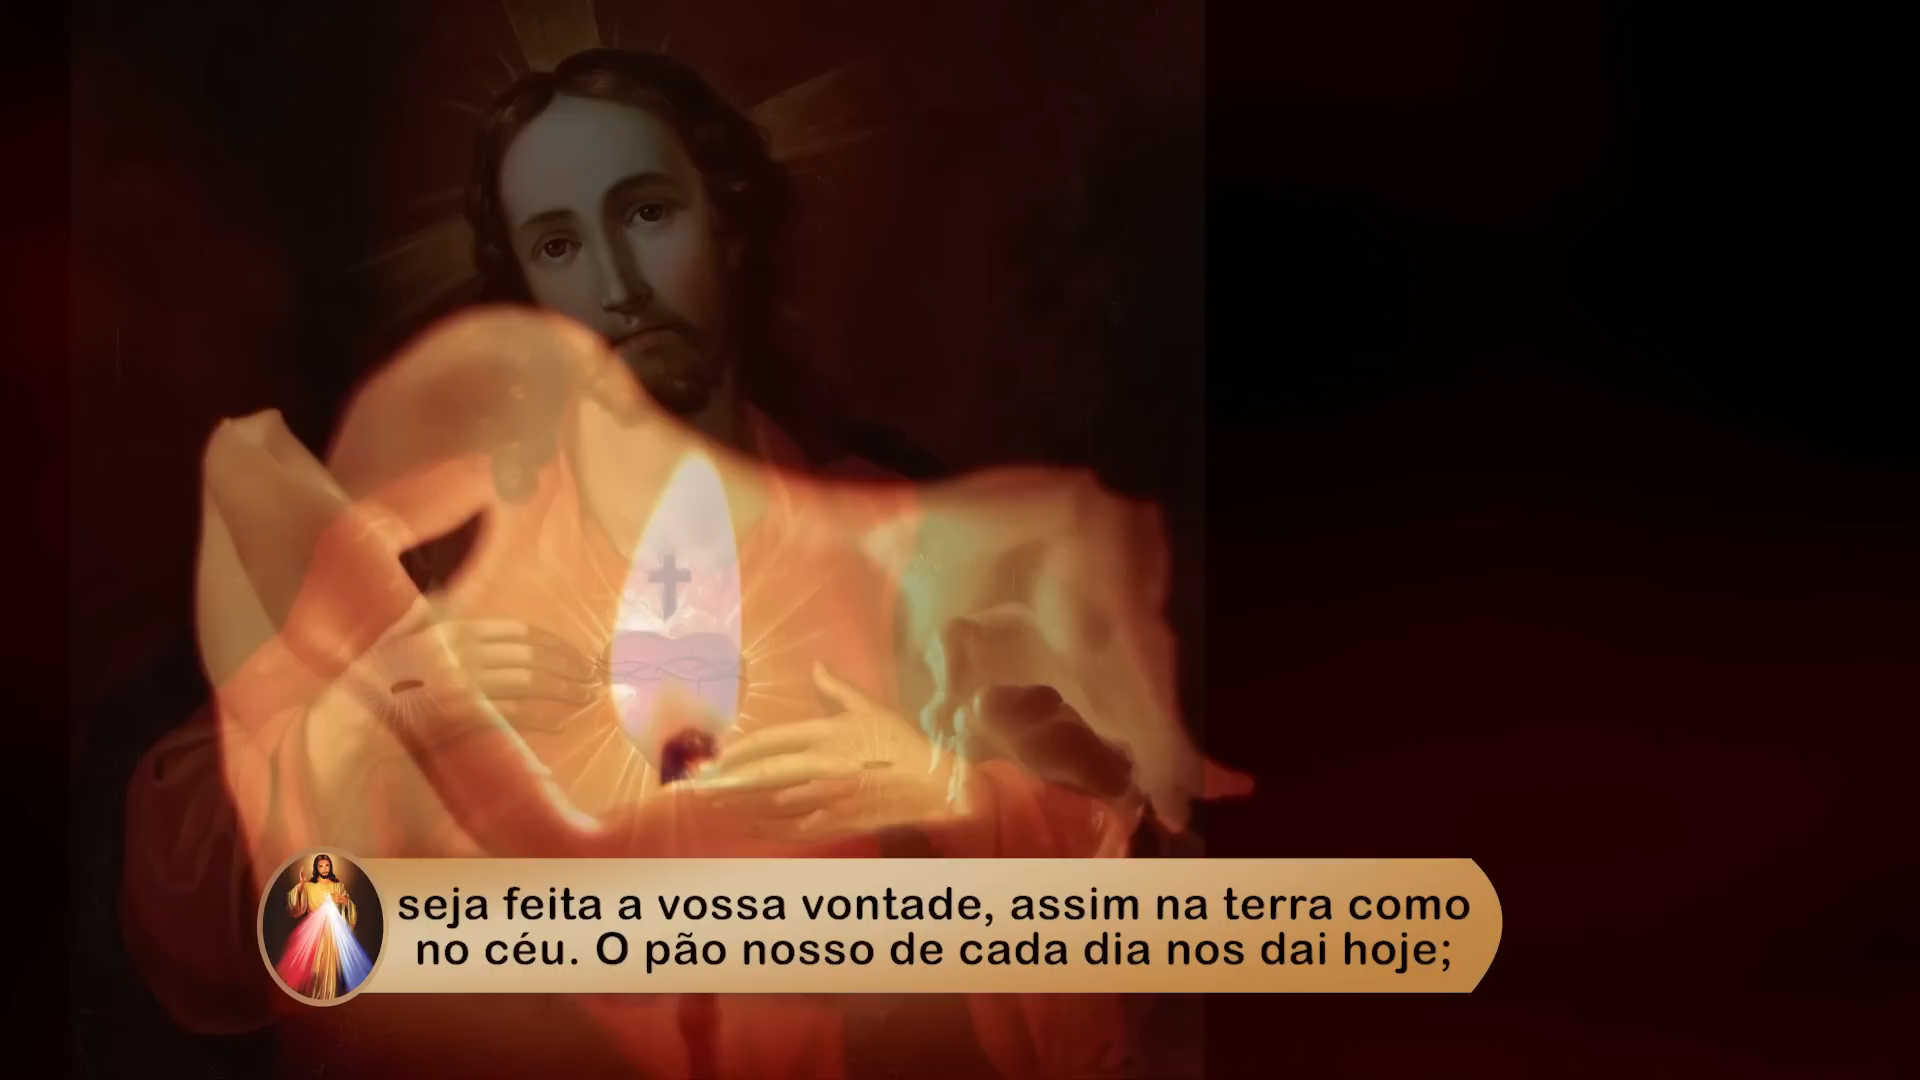 seja feita a vossa vontade, assim na terra como
no céu. O pão nosso de cada dia nos dai hoje;